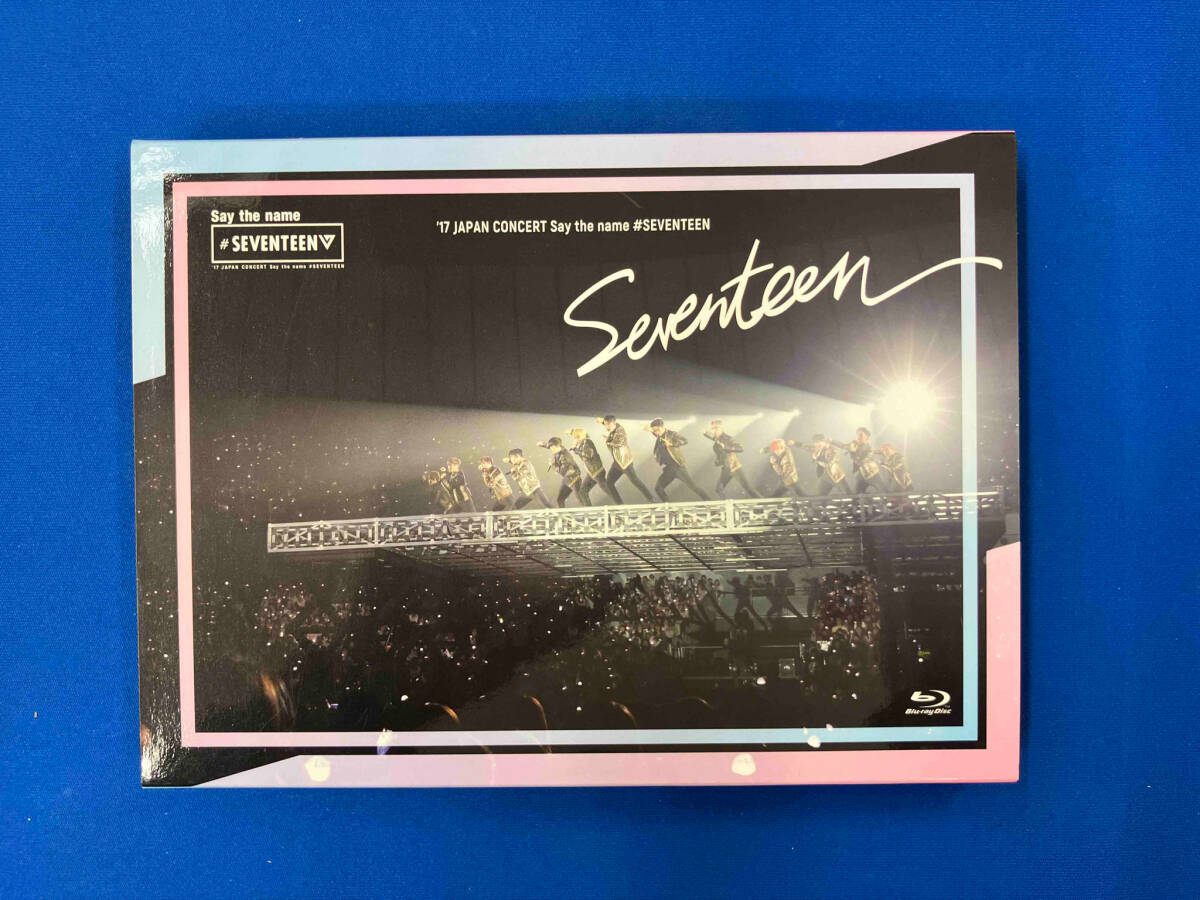 Say the name
# SEVENTEEN
'17 JAPAN CONCERT Say the name #SEVENTEEN
'17 JAPAN CONCERT Say the name #SEVENTEEN
Seventeen
Blu-ray Disc